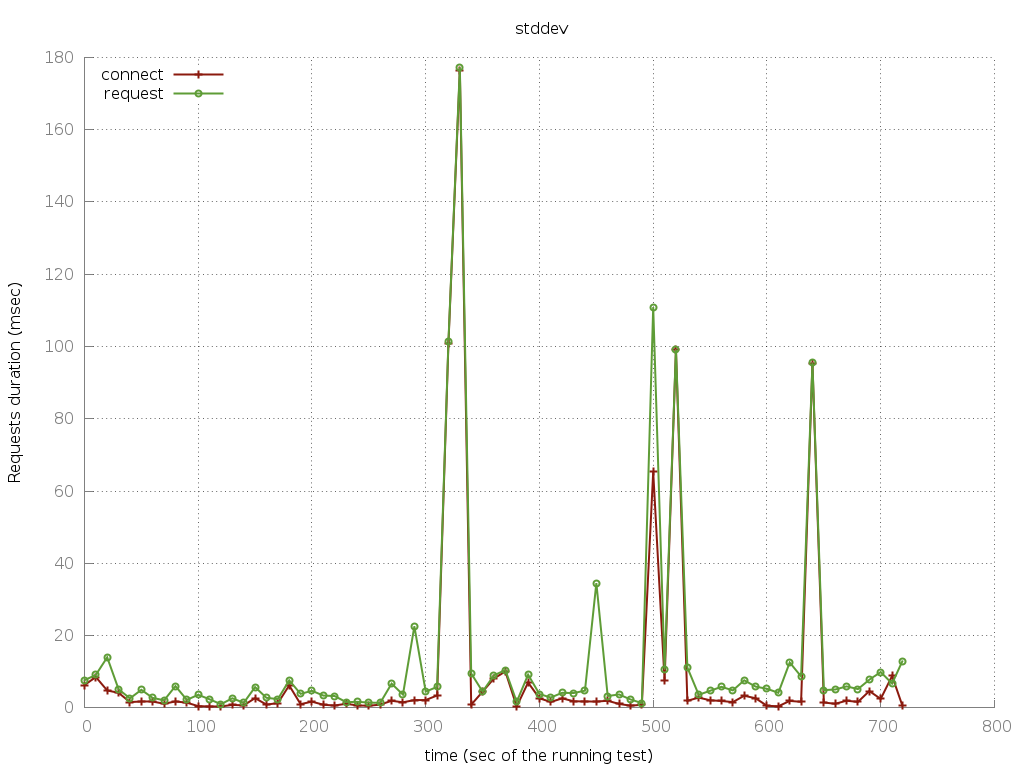 stddev
180
connect
request
160
140
120
100
80
60
40
20
0
Requests duration (msec)
0 100 200 300 400 500 600 700 800
time (sec of the running test)